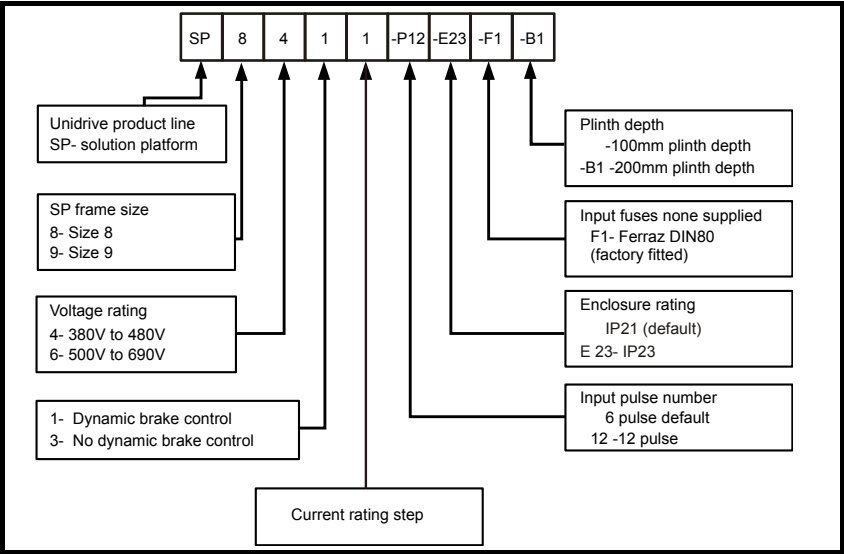 SP 8 4 1 1 -P12 -E23 -F1 -B1
Unidrive product line
SP- solution platform
SP frame size
8- Size 8
9- Size 9
Voltage rating
4- 380V to 480V
6- 500V to 690V
1- Dynamic brake control
3- No dynamic brake control
Current rating step
Plinth depth
-100mm plinth depth
-B1 -200mm plinth depth
Input fuses none supplied
F1- Ferraz DIN80
(factory fitted)
Enclosure rating
IP21 (default)
E 23- IP23
Input pulse number
6 pulse default
12 -12 pulse